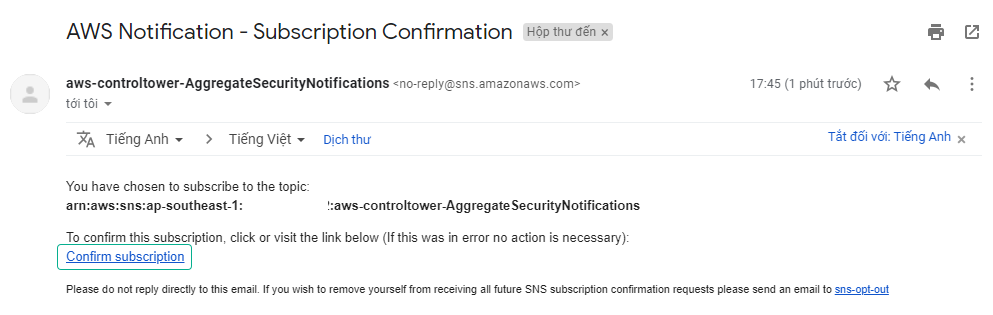 AWS Notification - Subscription Confirmation Hộp thư đến ×
aws-controltower-AggregateSecurityNotifications <no-reply@sns.amazonaws.com> 17:45 (1 phút trước)
tới tôi
Tiếng Anh > Tiếng Việt Dịch thư Tắt đối với: Tiếng Anh ×
You have chosen to subscribe to the topic:
arn:aws:sns:ap-southeast-1: :aws-controltower-AggregateSecurityNotifications
To confirm this subscription, click or visit the link below (If this was in error no action is necessary):
Confirm subscription
Please do not reply directly to this email. If you wish to remove yourself from receiving all future SNS subscription confirmation requests please send an email to sns-opt-out